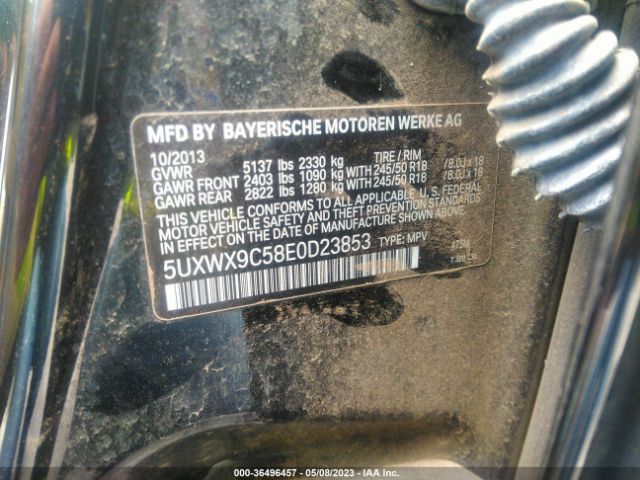 MFD BY BAYERISCHE MOTOREN WERKE AG
10/2013
GVWR 5137 lbs 2330 kg TIRE / RIM
GAWR FRONT 2403 lbs 1090 kg WITH 245/50 R18 / 8.0J x 18
GAWR REAR 2822 lbs 1280 kg WITH 245/50 R18 / 8.0J x 18
THIS VEHICLE CONFORMS TO ALL APPLICABLE U.S. FEDERAL
MOTOR VEHICLE SAFETY AND THEFT PREVENTION STANDARDS
IN EFFECT ON THE DATE OF MANUFACTURE SHOWN ABOVE.
5UXWX9C58E0D23853 TYPE: MPV
000-36496457 - 05/08/2023 - IAA Inc.